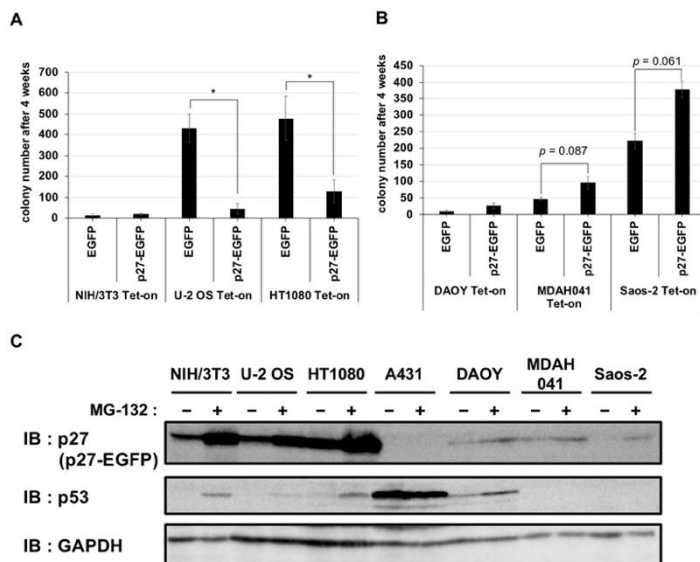 A
colony number after 4 weeks
700
600
500
400
300
200
100
0
*
*
EGFP
p27-EGFP
EGFP
p27-EGFP
EGFP
p27-EGFP
NIH/3T3 Tet-on
U-2 OS Tet-on
HT1080 Tet-on
B
colony number after 4 weeks
450
400
350
300
250
200
150
100
50
0
p = 0.087
p = 0.061
EGFP
p27-EGFP
EGFP
p27-EGFP
EGFP
p27-EGFP
DAOY Tet-on
MDAH041
Tet-on
Saos-2 Tet-on
C
NIH/3T3 U-2 OS HT1080 A431 DAOY MDAH 041 Saos-2
MG-132 : – + – + – + – + – + – + – +
IB : p27
(p27-EGFP)
IB : p53
IB : GAPDH